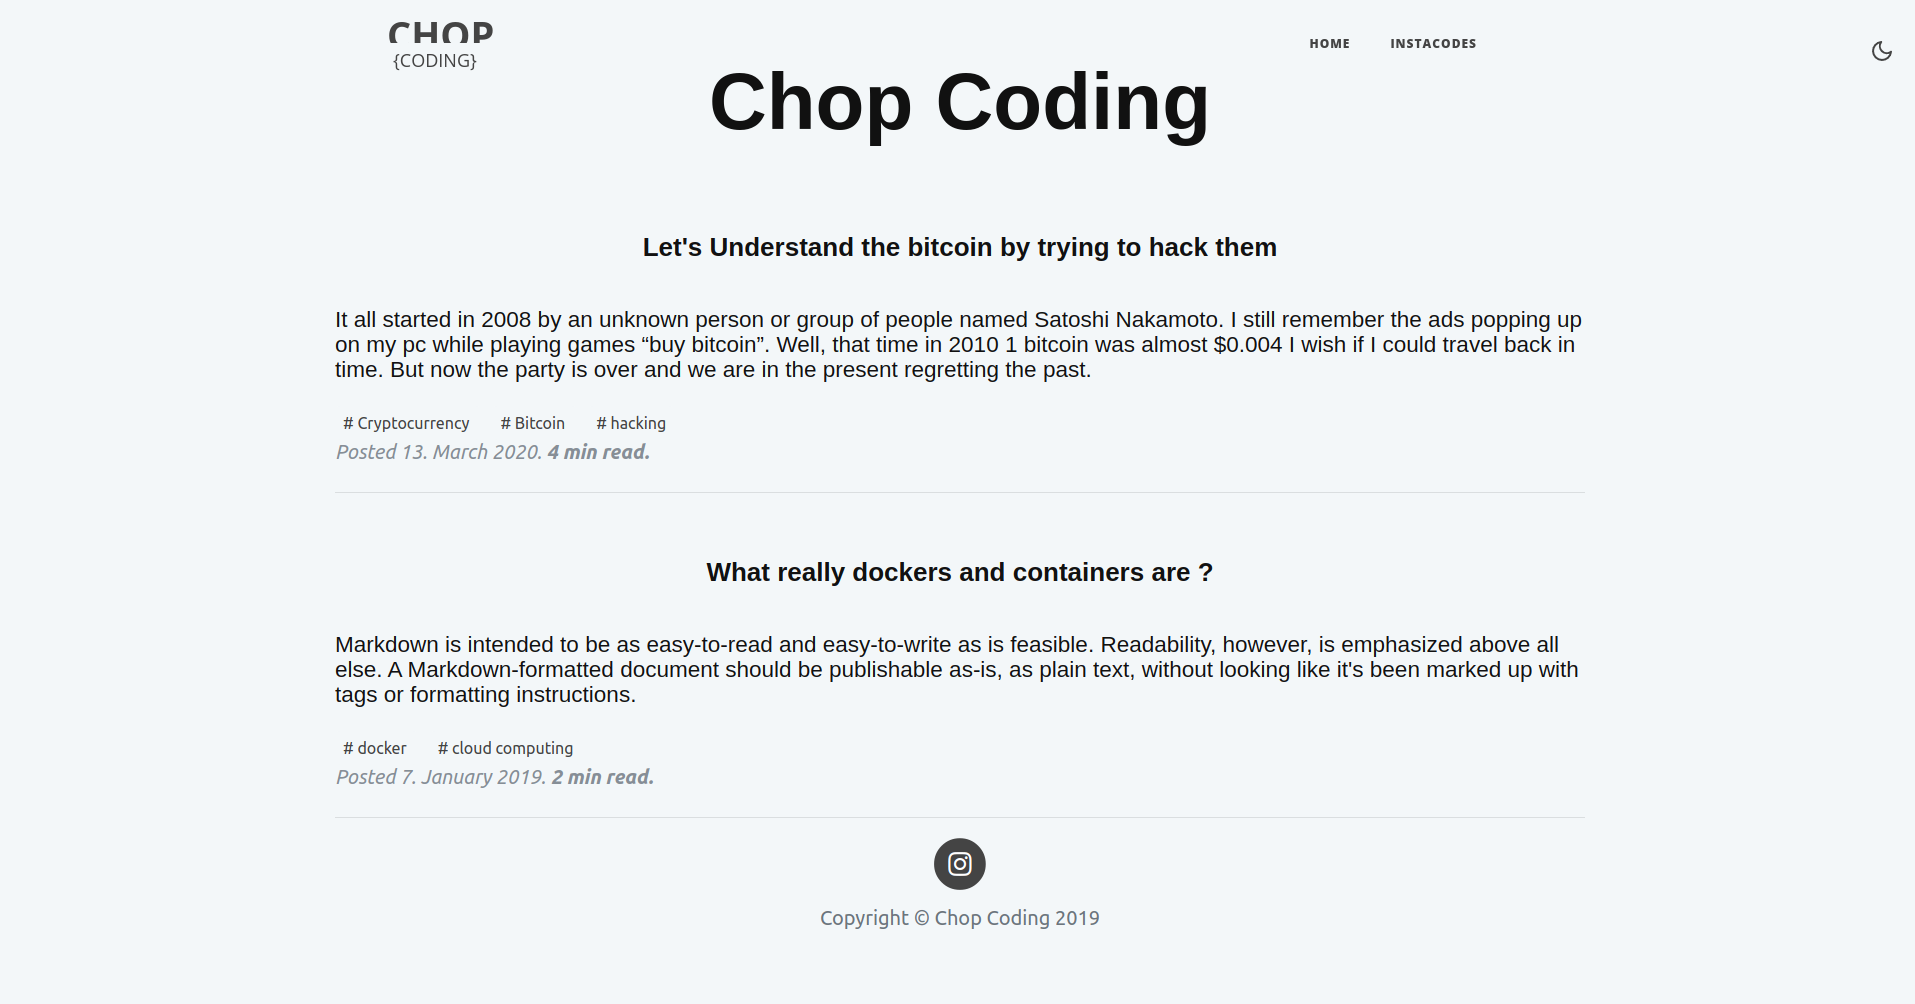 CHOP
{CODING}
HOME INSTACODES
Chop Coding
Let's Understand the bitcoin by trying to hack them
It all started in 2008 by an unknown person or group of people named Satoshi Nakamoto. I still remember the ads popping up
on my pc while playing games “buy bitcoin”. Well, that time in 2010 1 bitcoin was almost $0.004 I wish if I could travel back in
time. But now the party is over and we are in the present regretting the past.
# Cryptocurrency # Bitcoin # hacking
Posted 13. March 2020. 4 min read.
What really dockers and containers are ?
Markdown is intended to be as easy-to-read and easy-to-write as is feasible. Readability, however, is emphasized above all
else. A Markdown-formatted document should be publishable as-is, as plain text, without looking like it's been marked up with
tags or formatting instructions.
# docker # cloud computing
Posted 7. January 2019. 2 min read.
Copyright © Chop Coding 2019